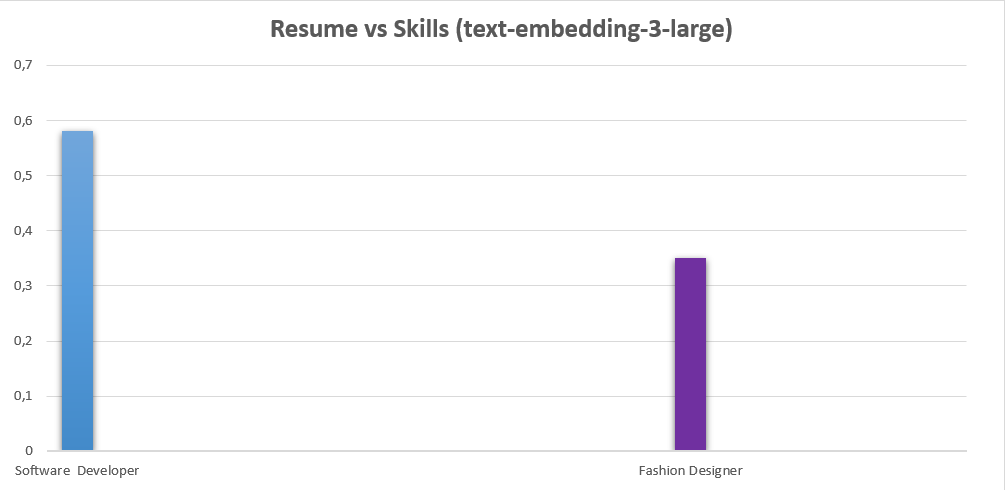 Resume vs Skills (text-embedding-3-large)
0,7
0,6
0,5
0,4
0,3
0,2
0,1
0
Software Developer
Fashion Designer